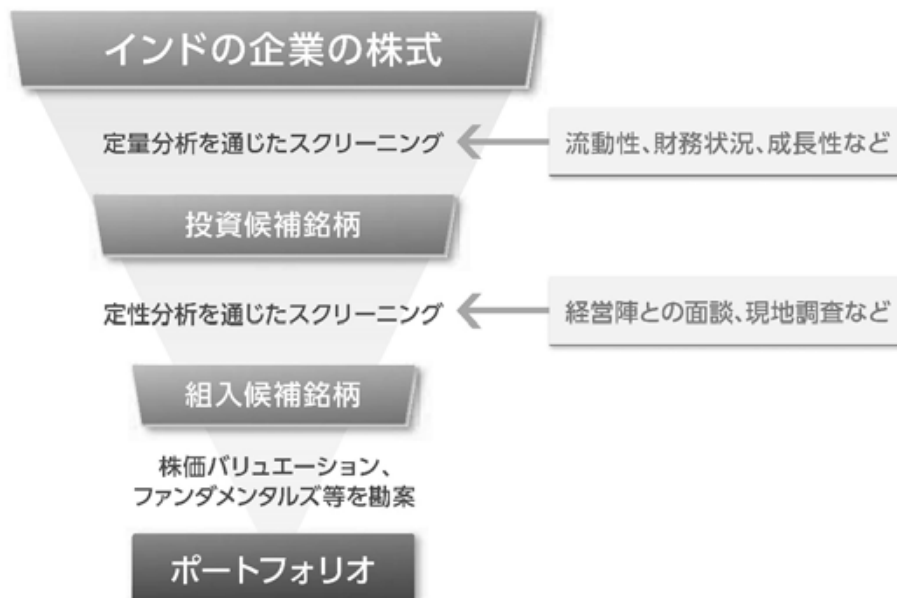 インドの企業の株式
定量分析を通じたスクリーニング
流動性、財務状況、成長性など
投資候補銘柄
定性分析を通じたスクリーニング
経営陣との面談、現地調査など
組入候補銘柄
株価バリュエーション、
ファンダメンタルズ等を勘案
ポートフォリオ